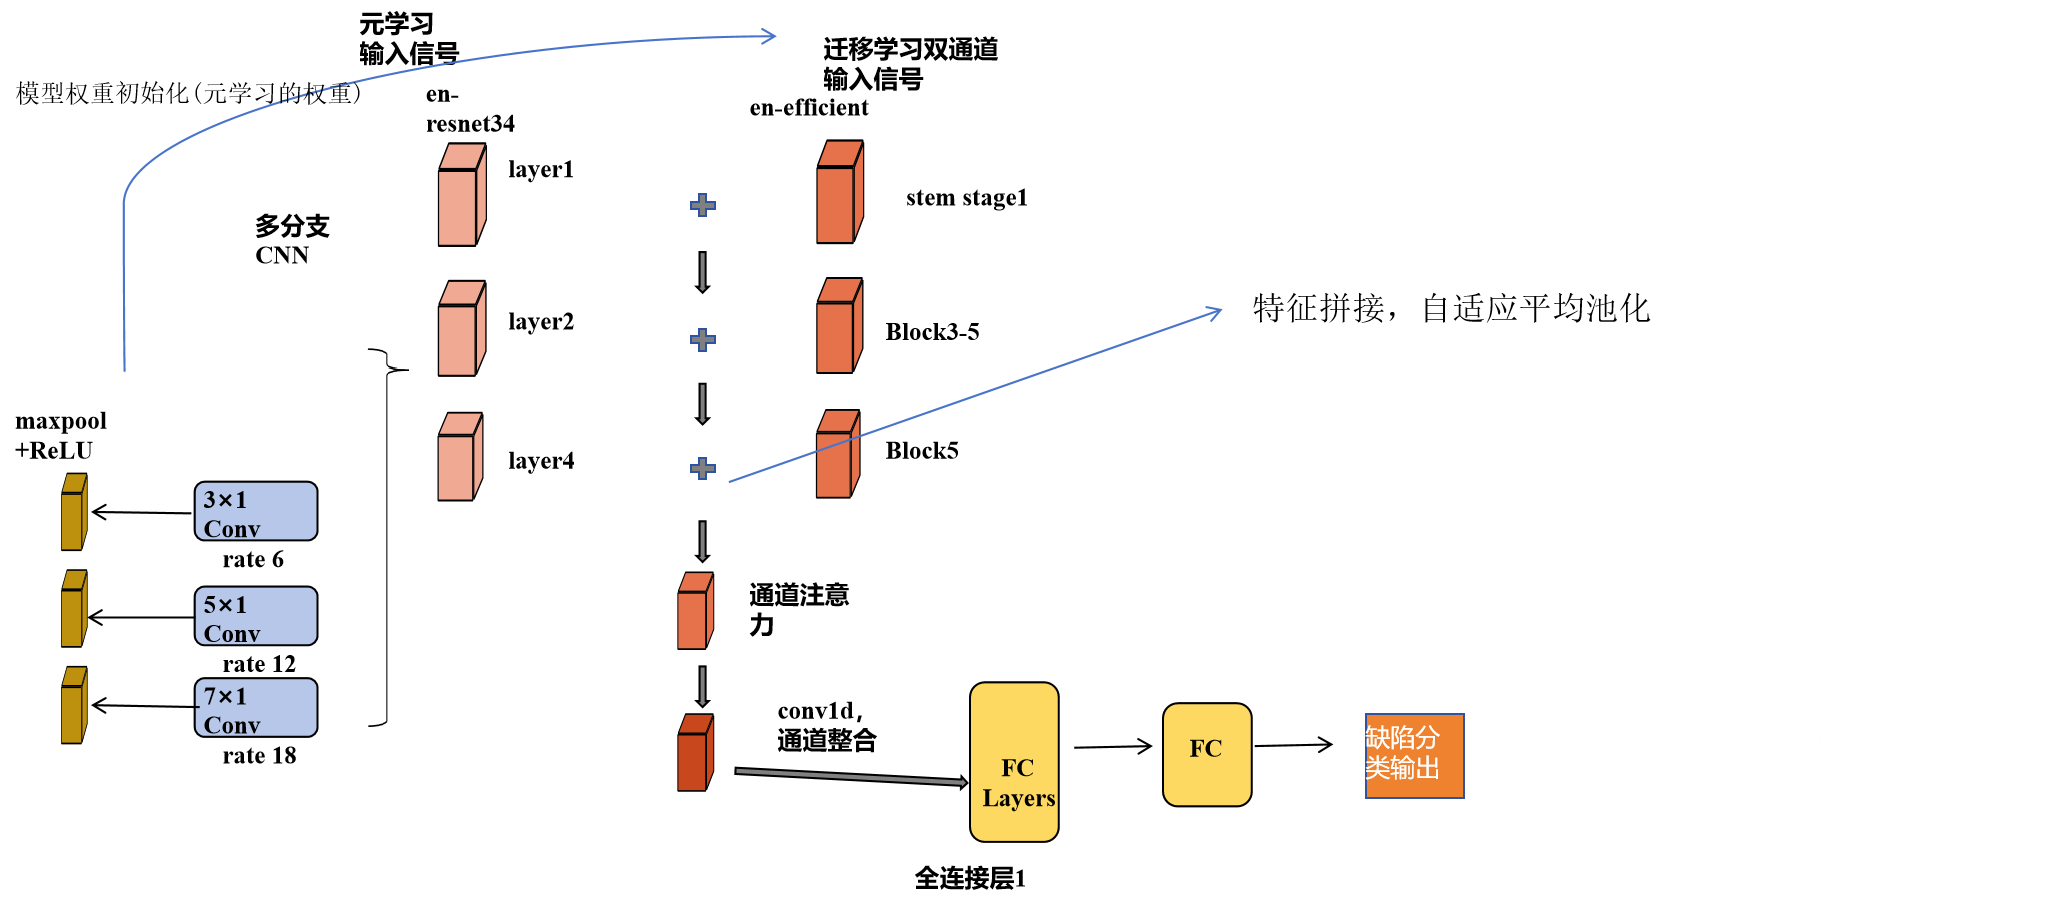 元学习
输入信号
迁移学习双通道
输入信号
模型权重初始化(元学习的权重)
en-
resnet34
en-efficient
layer1
stem stage1
多分支
CNN
layer2
Block3-5
特征拼接，自适应平均池化
maxpool
+ReLU
layer4
Block5
3×1
Conv
rate 6
5×1
Conv
rate 12
7×1
Conv
rate 18
通道注意
力
conv1d，
通道整合
FC
Layers
FC
缺陷分
类输出
全连接层1